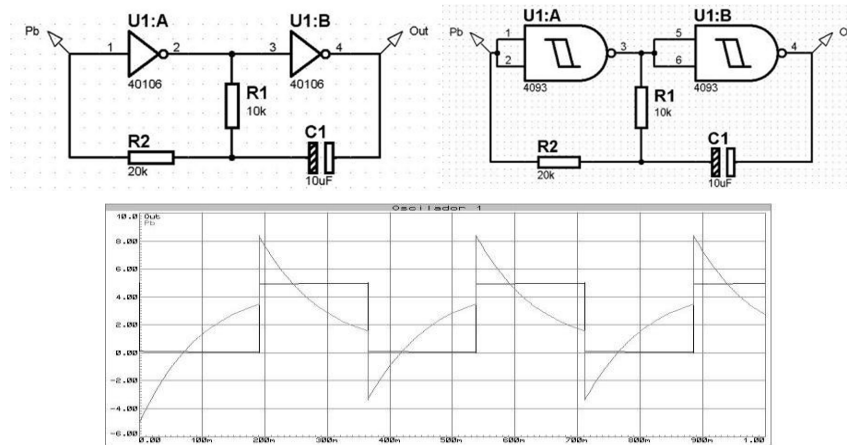 U1:A U1:B
Pb Out
1 2 3 4
40106 40106
R1
10k
R2 C1
20k 10uF
U1:A U1:B
Pb
1 2 3 5 6 4
4093 4093
R1
10k
R2 C1
20k 10uF
Oscilador 1
10.0 Out
Pb
8.00
6.00
4.00
2.00
0.00
-2.00
-4.00
-6.00
0.00 100m 200m 300m 400m 500m 600m 700m 800m 900m 1.00